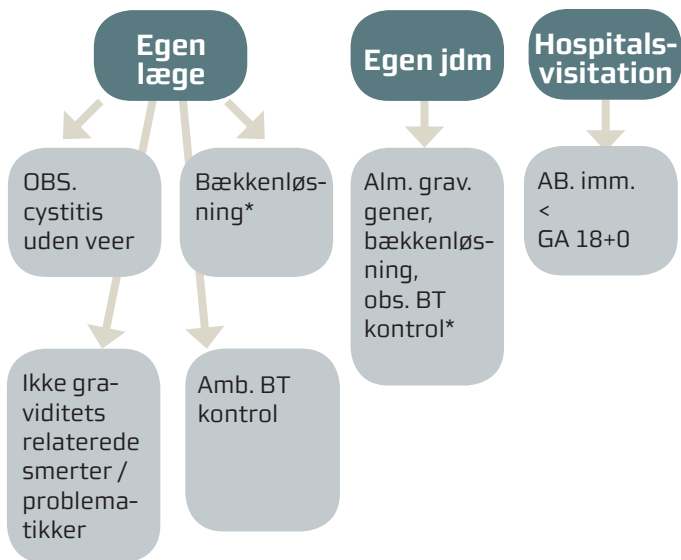 Egen
læge
Egen jdm
Hospitals-
visitation
OBS.
cystitis
uden veer
Bækkenløs-
ning*
Alm. grav.
gener,
bækkenløs-
ning,
obs. BT
kontrol*
AB. imm.
<
GA 18+0
Ikke gra-
viditets
relaterede
smerter /
problema-
tikker
Amb. BT
kontrol